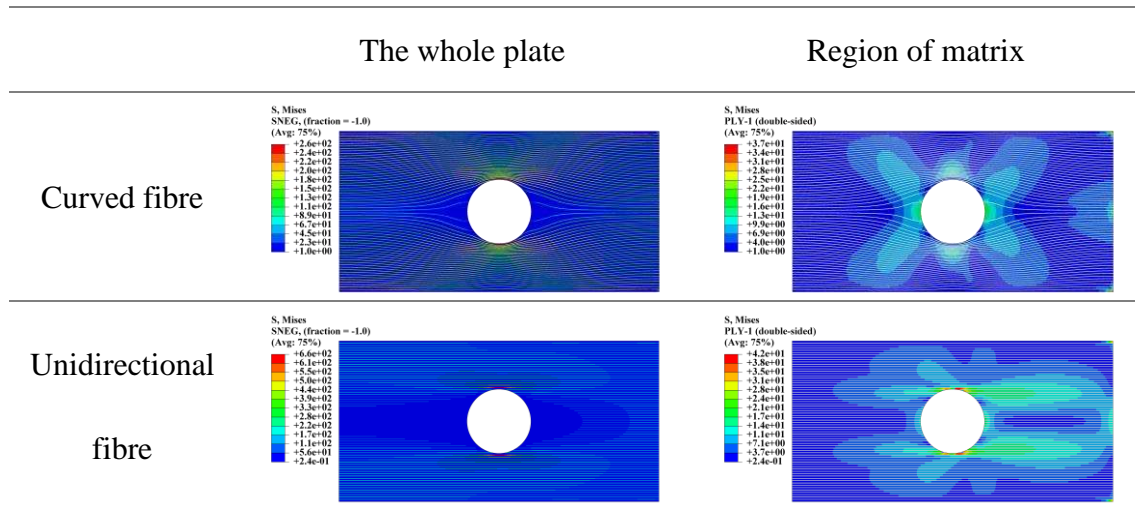 The whole plate
Region of matrix
Curved fibre
S, Mises
SNEG, (fraction = -1.0)
(Avg: 75%)
+2.6e+02
+2.4e+02
+2.2e+02
+2.0e+02
+1.8e+02
+1.5e+02
+1.3e+02
+1.1e+02
+8.9e+01
+6.7e+01
+4.5e+01
+2.3e+01
+1.0e+00
S, Mises
PLY-1 (double-sided)
(Avg: 75%)
+3.7e+01
+3.4e+01
+3.1e+01
+2.8e+01
+2.5e+01
+2.2e+01
+1.9e+01
+1.6e+01
+1.3e+01
+9.9e+00
+6.9e+00
+4.0e+00
+1.0e+00
Unidirectional
fibre
S, Mises
SNEG, (fraction = -1.0)
(Avg: 75%)
+6.6e+02
+6.1e+02
+5.5e+02
+5.0e+02
+4.4e+02
+3.9e+02
+3.3e+02
+2.8e+02
+2.2e+02
+1.7e+02
+1.1e+02
+5.6e+01
+2.4e-01
S, Mises
PLY-1 (double-sided)
(Avg: 75%)
+4.2e+01
+3.8e+01
+3.5e+01
+3.1e+01
+2.8e+01
+2.4e+01
+2.1e+01
+1.7e+01
+1.4e+01
+1.1e+01
+7.1e+00
+3.7e+00
+2.4e-01